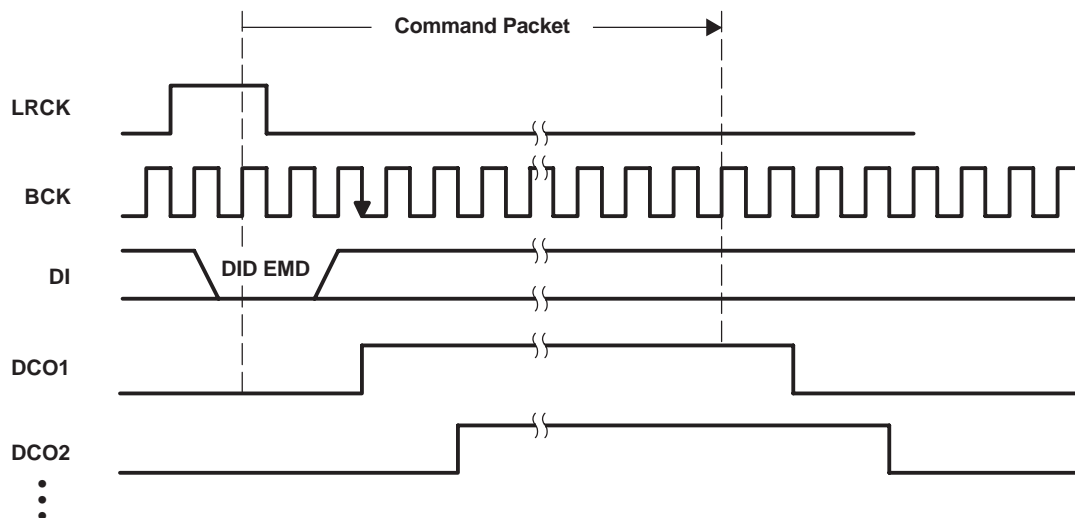 Command Packet
LRCK
BCK
DI
DID EMD
DCO1
DCO2